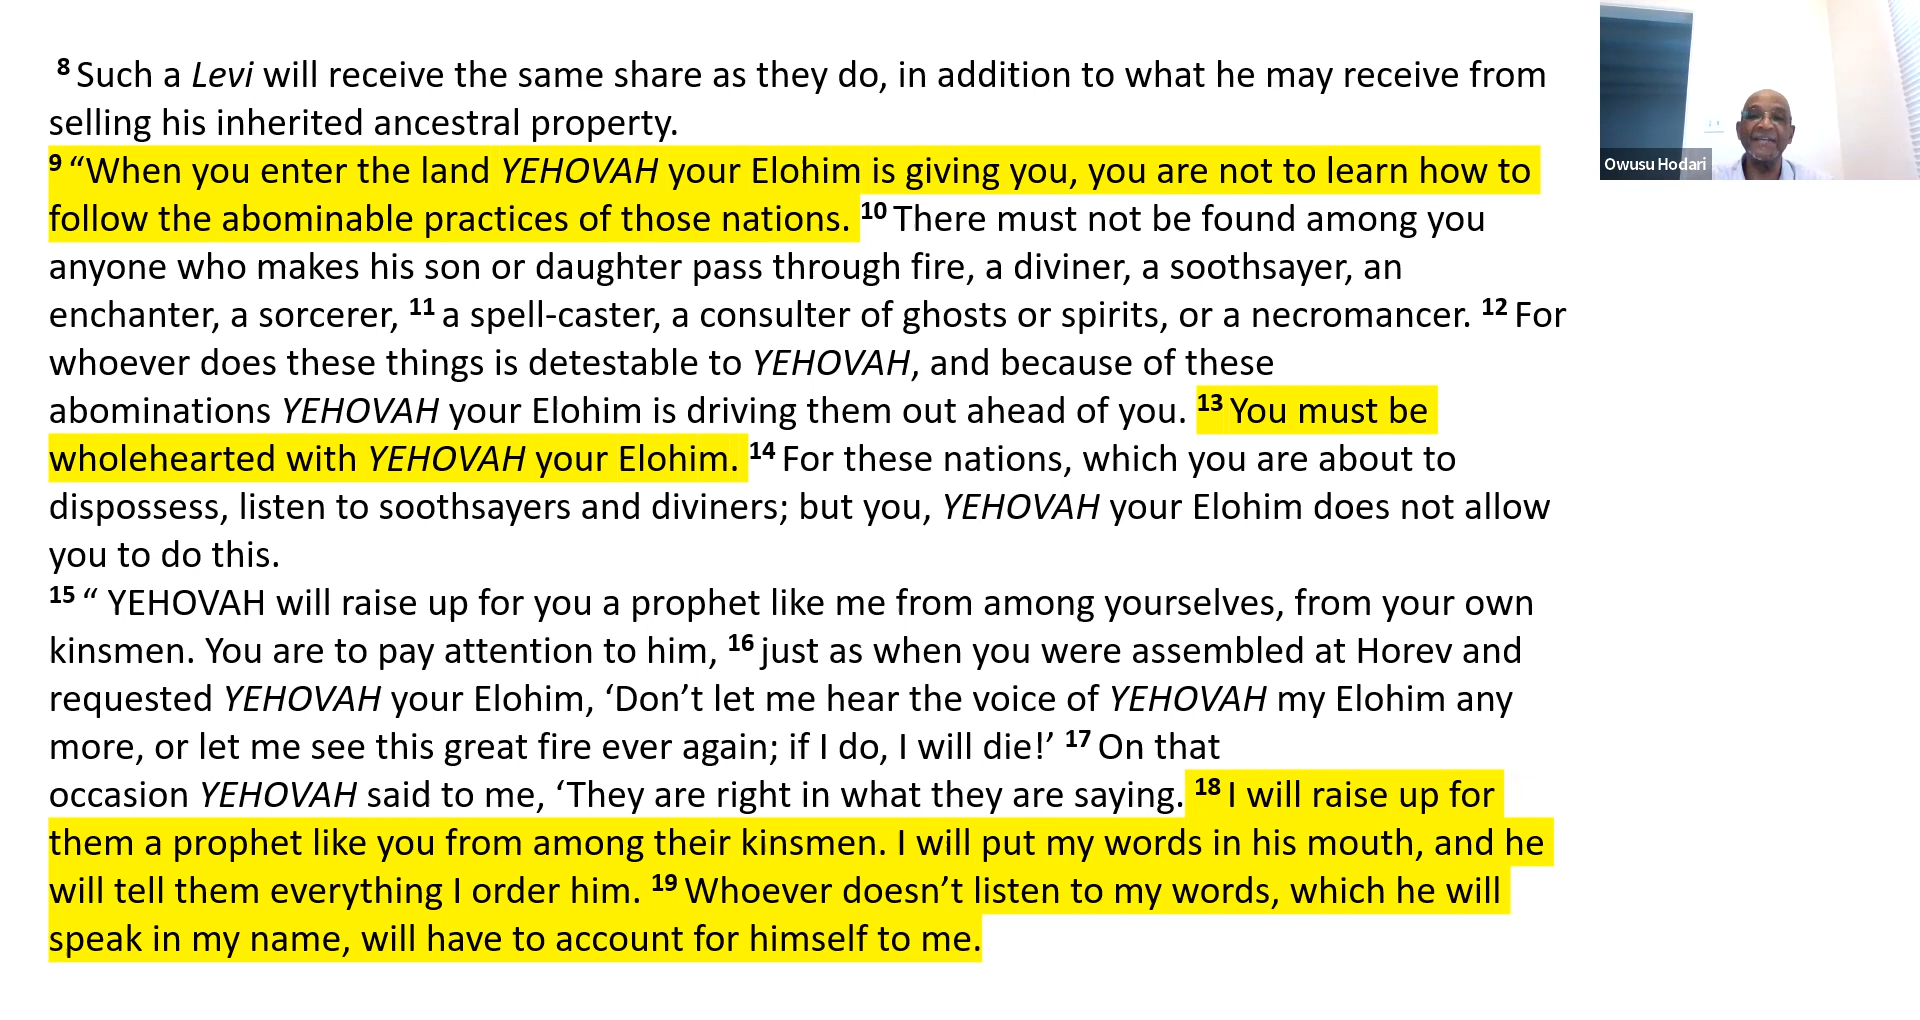 8 Such a Levi will receive the same share as they do, in addition to what he may receive from
selling his inherited ancestral property.
9 “When you enter the land YEHOVAH your Elohim is giving you, you are not to learn how to
follow the abominable practices of those nations. 10 There must not be found among you
anyone who makes his son or daughter pass through fire, a diviner, a soothsayer, an
enchanter, a sorcerer, 11 a spell-caster, a consulter of ghosts or spirits, or a necromancer. 12 For
whoever does these things is detestable to YEHOVAH, and because of these
abominations YEHOVAH your Elohim is driving them out ahead of you. 13 You must be
wholehearted with YEHOVAH your Elohim. 14 For these nations, which you are about to
dispossess, listen to soothsayers and diviners; but you, YEHOVAH your Elohim does not allow
you to do this.
15 “ YEHOVAH will raise up for you a prophet like me from among yourselves, from your own
kinsmen. You are to pay attention to him, 16 just as when you were assembled at Horev and
requested YEHOVAH your Elohim, ‘Don’t let me hear the voice of YEHOVAH my Elohim any
more, or let me see this great fire ever again; if I do, I will die!’ 17 On that
occasion YEHOVAH said to me, ‘They are right in what they are saying. 18 I will raise up for
them a prophet like you from among their kinsmen. I will put my words in his mouth, and he
will tell them everything I order him. 19 Whoever doesn’t listen to my words, which he will
speak in my name, will have to account for himself to me.
Owusu Hodari